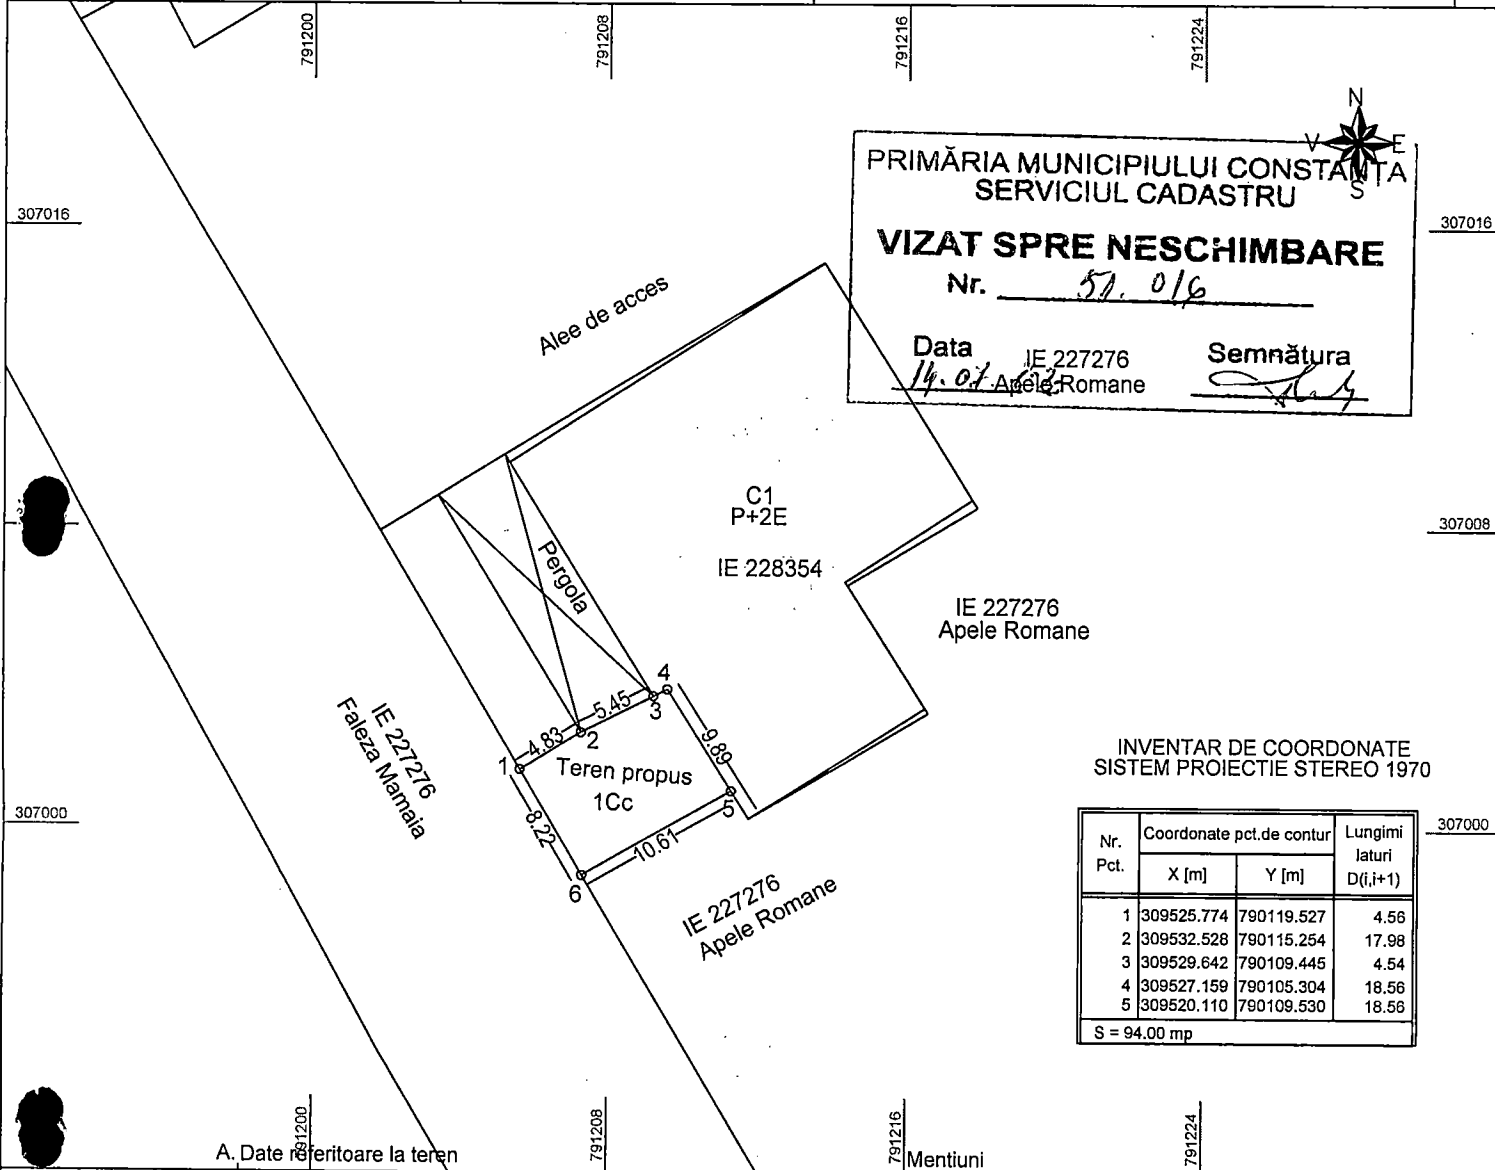 791200
791208
791216
791224
N
V E
S
PRIMĂRIA MUNICIPIULUI CONSTANȚA
SERVICIUL CADASTRU
VIZAT SPRE NESCHIMBARE
Nr. 51.016
Data
Semnătura
14.07.
IE 227276
Apele Romane
307016
307016
Alee de acces
C1
P+2E
IE 228354
Pergola
307008
IE 227276
Apele Romane
IE 227276
Faleza Mamaia
4
5.45
3
4.83
2
9.89
1
Teren propus
1Cc
5
8.22
10.61
6
IE 227276
Apele Romane
307000
307000
INVENTAR DE COORDONATE
SISTEM PROIECTIE STEREO 1970
Nr. Pct. Coordonate pct.de contur Lungimi laturi D(i,i+1)
X [m] Y [m]
1 309525.774 790119.527 4.56
2 309532.528 790115.254 17.98
3 309529.642 790109.445 4.54
4 309527.159 790105.304 18.56
5 309520.110 790109.530 18.56
S = 94.00 mp
791200
791208
791216
791224
A. Date referitoare la teren
Mentiuni